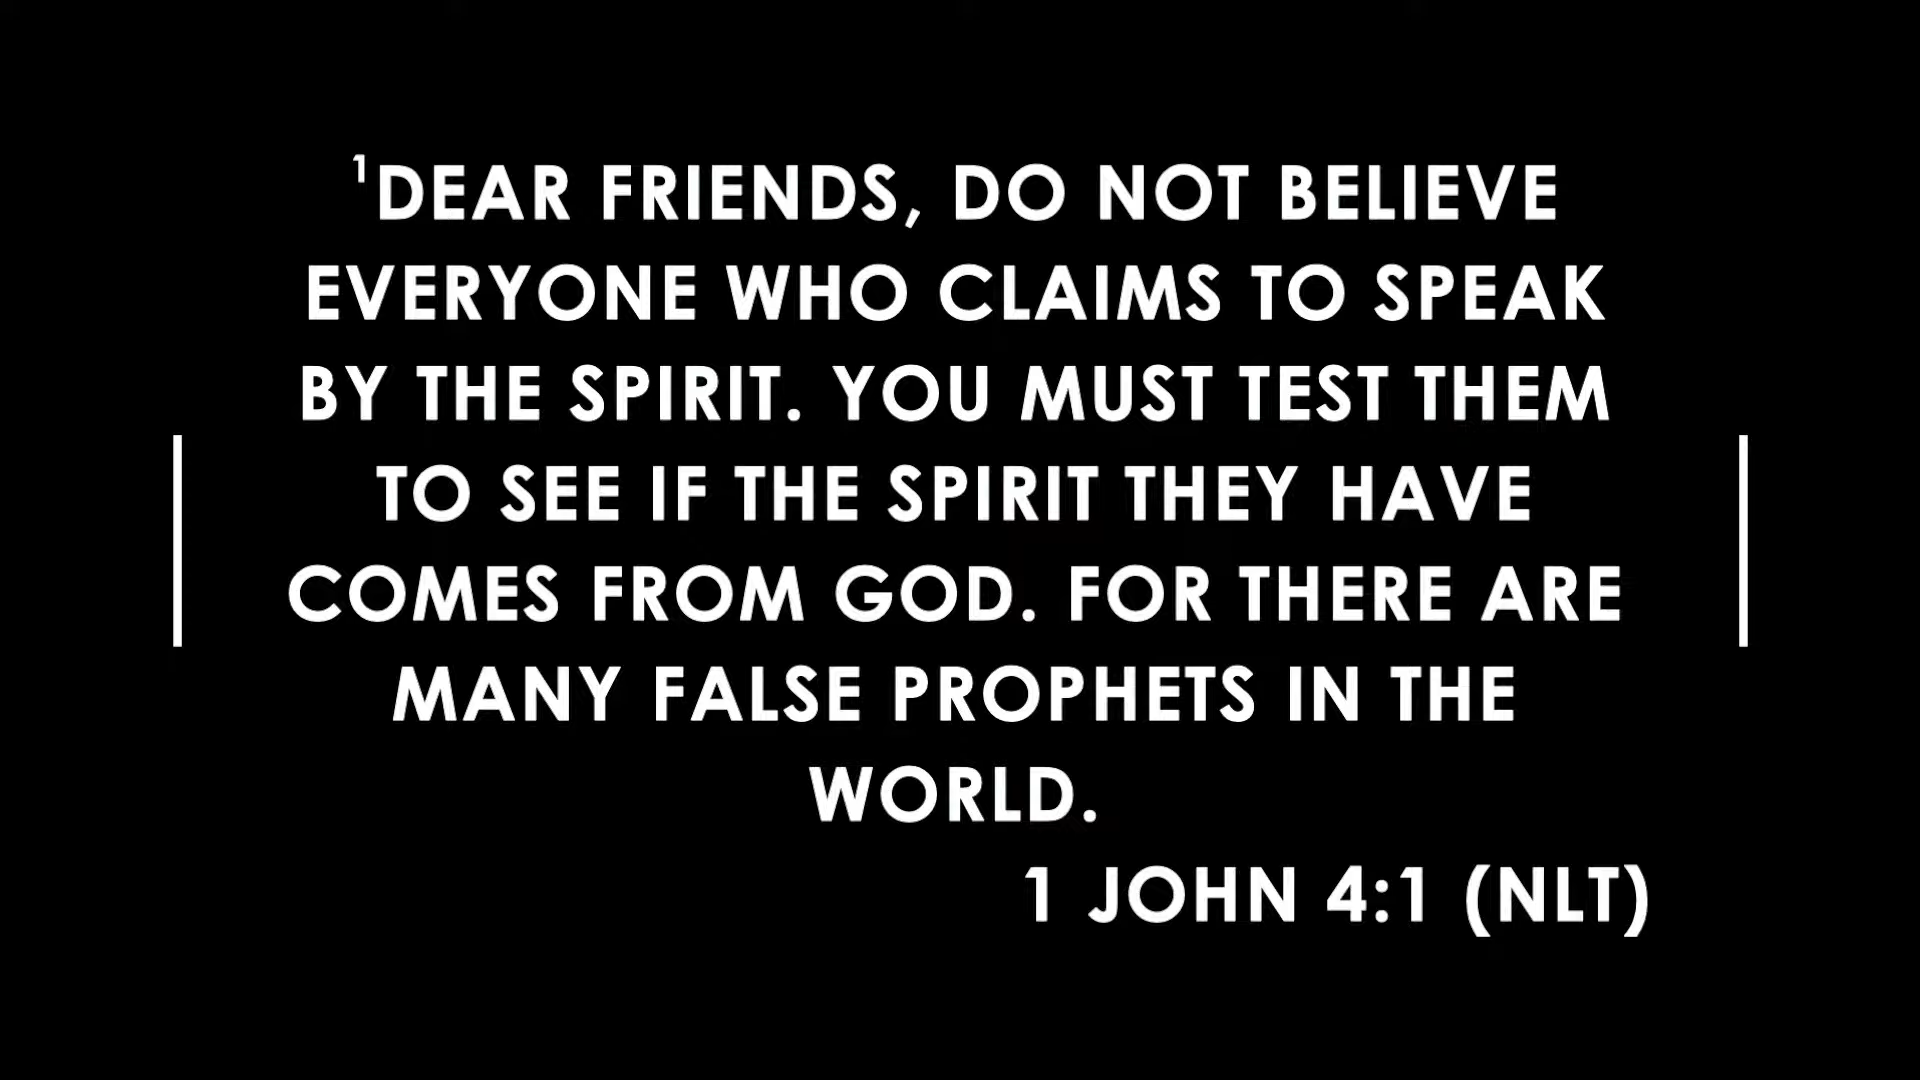 ¹DEAR FRIENDS, DO NOT BELIEVE
EVERYONE WHO CLAIMS TO SPEAK
BY THE SPIRIT. YOU MUST TEST THEM
TO SEE IF THE SPIRIT THEY HAVE
COMES FROM GOD. FOR THERE ARE
MANY FALSE PROPHETS IN THE
WORLD.
1 JOHN 4:1 (NLT)